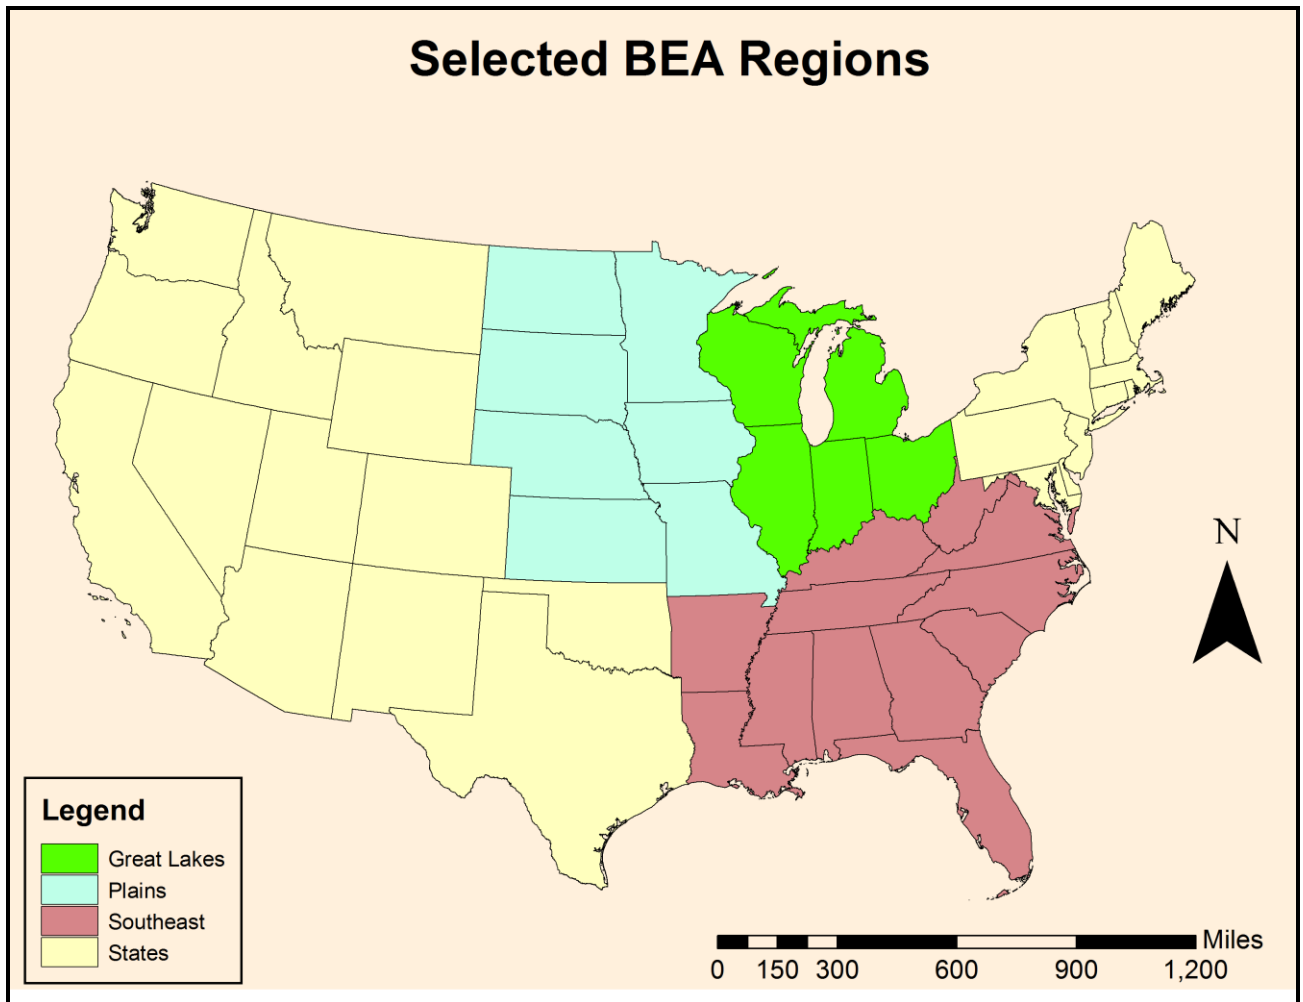 Selected BEA Regions
N
Legend
Great Lakes
Plains
Southeast
States
Miles
0 150 300 600 900 1,200